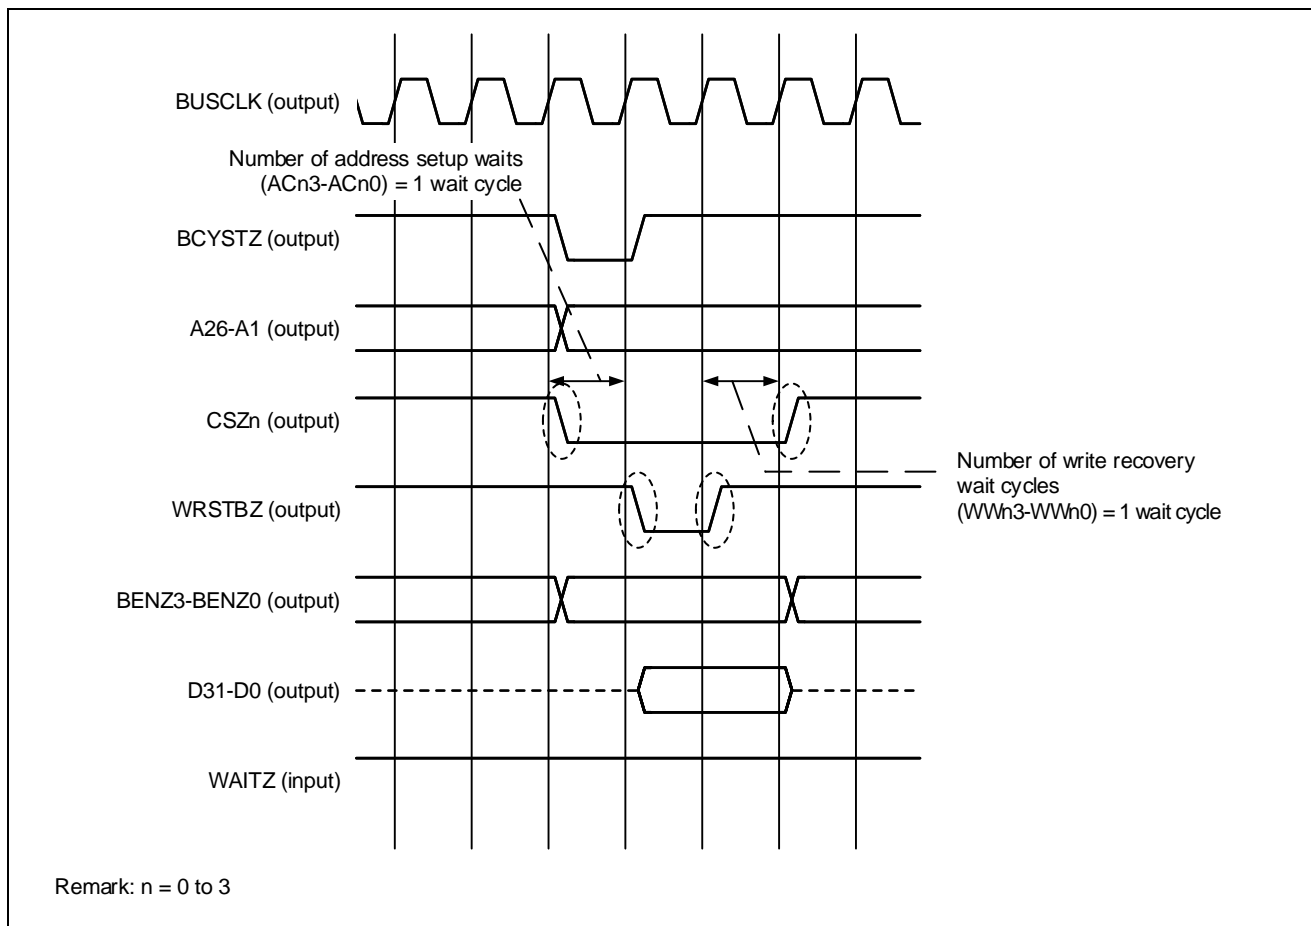 BUSCLK (output)
Number of address setup waits
(ACn3-ACn0) = 1 wait cycle
BCYSTZ (output)
A26-A1 (output)
CSZn (output)
Number of write recovery
wait cycles
(WWn3-WWn0) = 1 wait cycle
WRSTBZ (output)
BENZ3-BENZ0 (output)
D31-D0 (output)
WAITZ (input)
Remark: n = 0 to 3